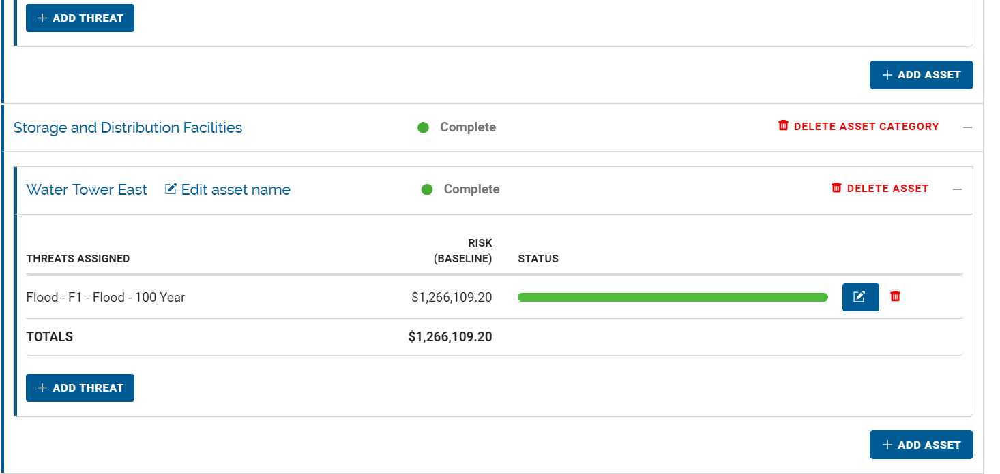 ADD THREAT
ADD ASSET
Storage and Distribution Facilities Complete DELETE ASSET CATEGORY
Water Tower East Edit asset name Complete DELETE ASSET
THREATS ASSIGNED RISK (BASELINE) STATUS
Flood - F1 - Flood - 100 Year $1,266,109.20
TOTALS $1,266,109.20
ADD THREAT
ADD ASSET